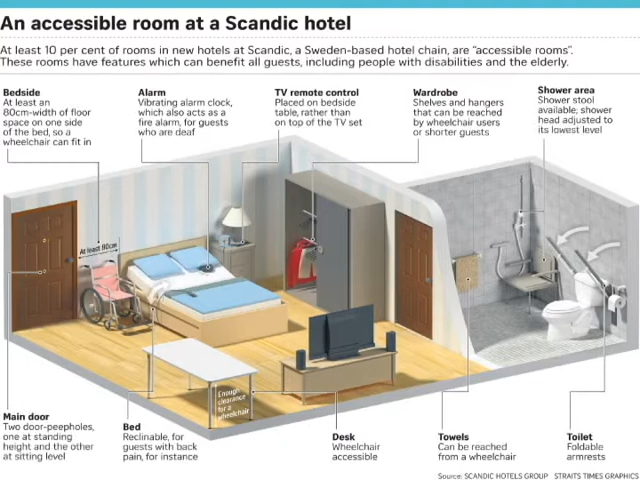 An accessible room at a Scandic hotel
At least 10 per cent of rooms in new hotels at Scandic, a Sweden-based hotel chain, are "accessible rooms".
These rooms have features which can benefit all guests, including people with disabilities and the elderly.
Bedside
At least an
80cm-width of floor
space on one side
of the bed, so a
wheelchair can fit in
Alarm
Vibrating alarm clock,
which also acts as a
fire alarm, for guests
who are deaf
TV remote control
Placed on bedside
table, rather than
on top of the TV set
Wardrobe
Shelves and hangers
that can be reached
by wheelchair users
or shorter guests
Shower area
Shower stool
available; shower
head adjusted to
its lowest level
At least 80cm
Enough
clearance
for a
wheelchair
Main door
Two door-peepholes,
one at standing
height and the other
at sitting level
Bed
Reclinable, for
guests with back
pain, for instance
Desk
Wheelchair
accessible
Towels
Can be reached
from a wheelchair
Toilet
Foldable
armrests
Source: SCANDIC HOTELS GROUP STRAITS TIMES GRAPHICS